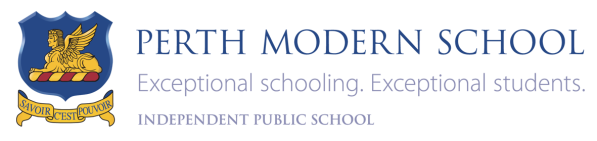 PERTH MODERN SCHOOL
Exceptional schooling. Exceptional students.
INDEPENDENT PUBLIC SCHOOL
SAVOIR C'EST POUVOIR